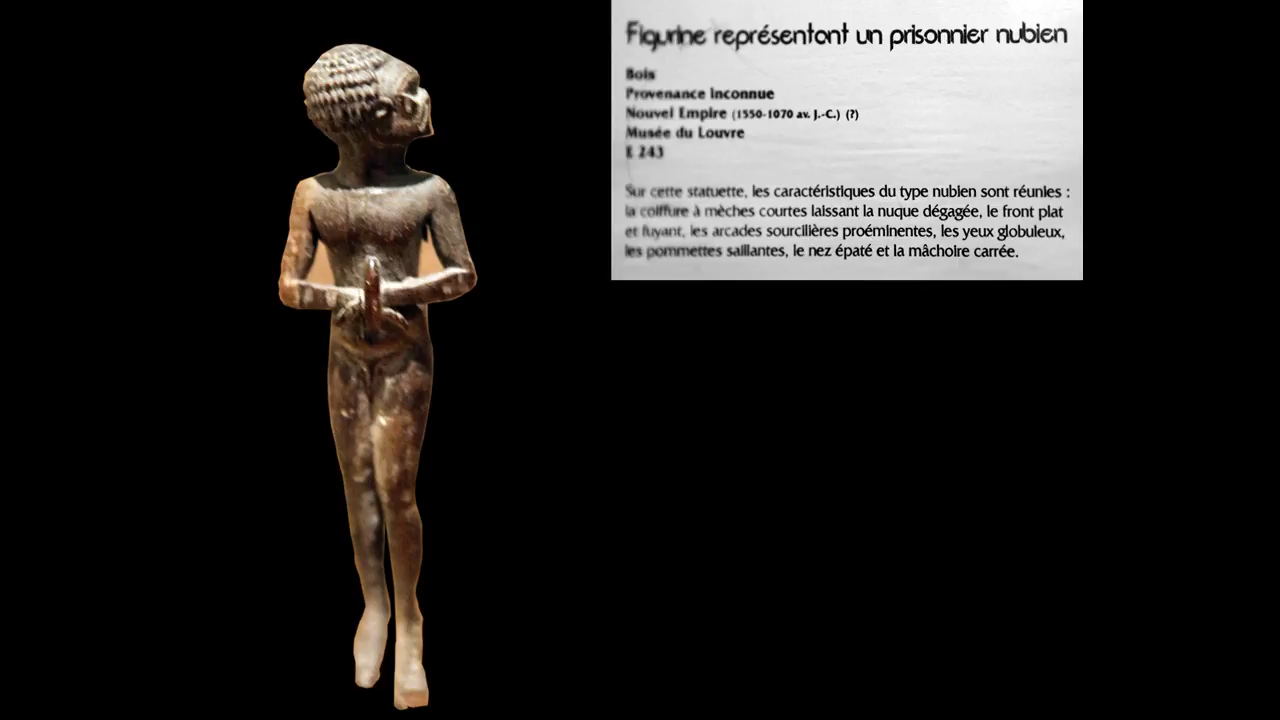 Figurine représentant un prisonnier nubien
Bois
Provenance inconnue
Nouvel Empire (1550-1070 av. J.-C.) (?)
Musée du Louvre
E 243
Sur cette statuette, les caractéristiques du type nubien sont réunies :
la coiffure à mèches courtes laissant la nuque dégagée, le front plat
et fuyant, les arcades sourcilières proéminentes, les yeux globuleux,
les pommettes saillantes, le nez épaté et la mâchoire carrée.